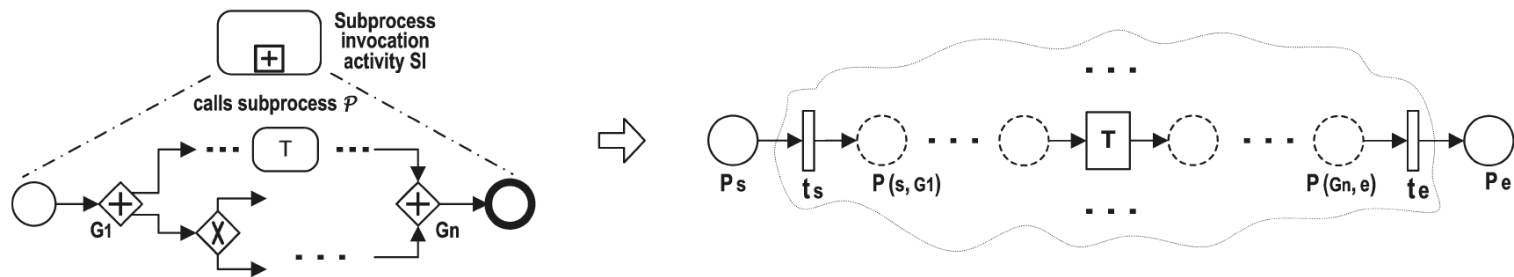 Subprocess
invocation
activity SI
calls subprocess 𝒫
T
G1
Gn
Ps
ts
P(s, G1)
T
P(Gn, e)
te
Pe